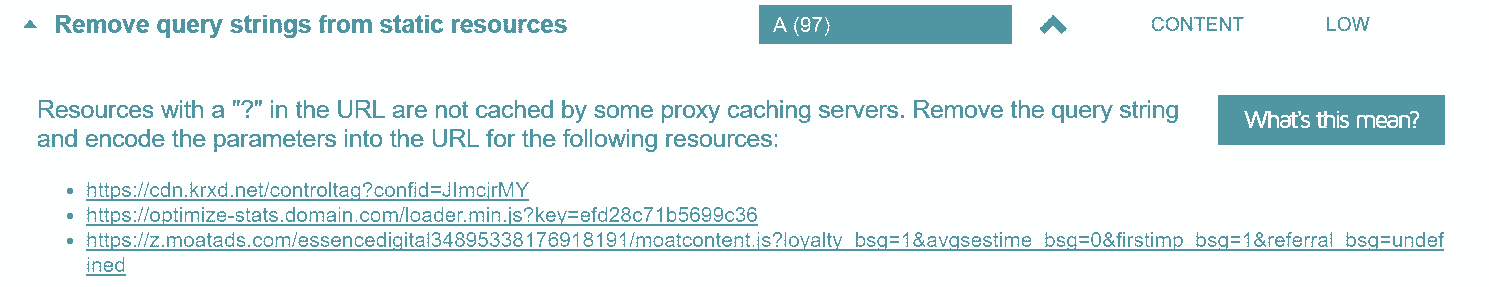 Remove query strings from static resources A (97) CONTENT LOW
Resources with a "?" in the URL are not cached by some proxy caching servers. Remove the query string
and encode the parameters into the URL for the following resources:
What's this mean?
https://cdn.krxd.net/controltag?confid=JImcjrMY
https://optimize-stats.domain.com/loader.min.js?key=efd28c71b5699c36
https://z.moatads.com/essencedigital34895338176918191/moatcontent.js?loyalty_bsg=1&avgsestime_bsg=0&firstimp_bsg=1&referral_bsg=undef
ined